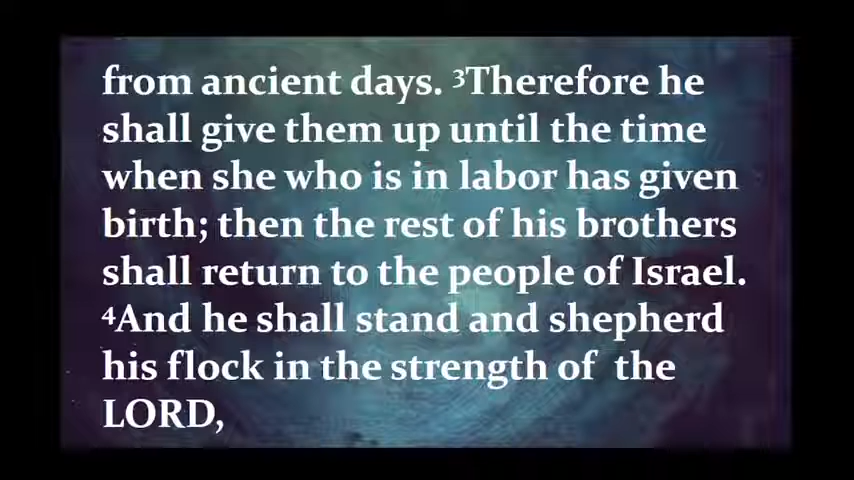 from ancient days. ³Therefore he
shall give them up until the time
when she who is in labor has given
birth; then the rest of his brothers
shall return to the people of Israel.
⁴And he shall stand and shepherd
his flock in the strength of the
LORD,